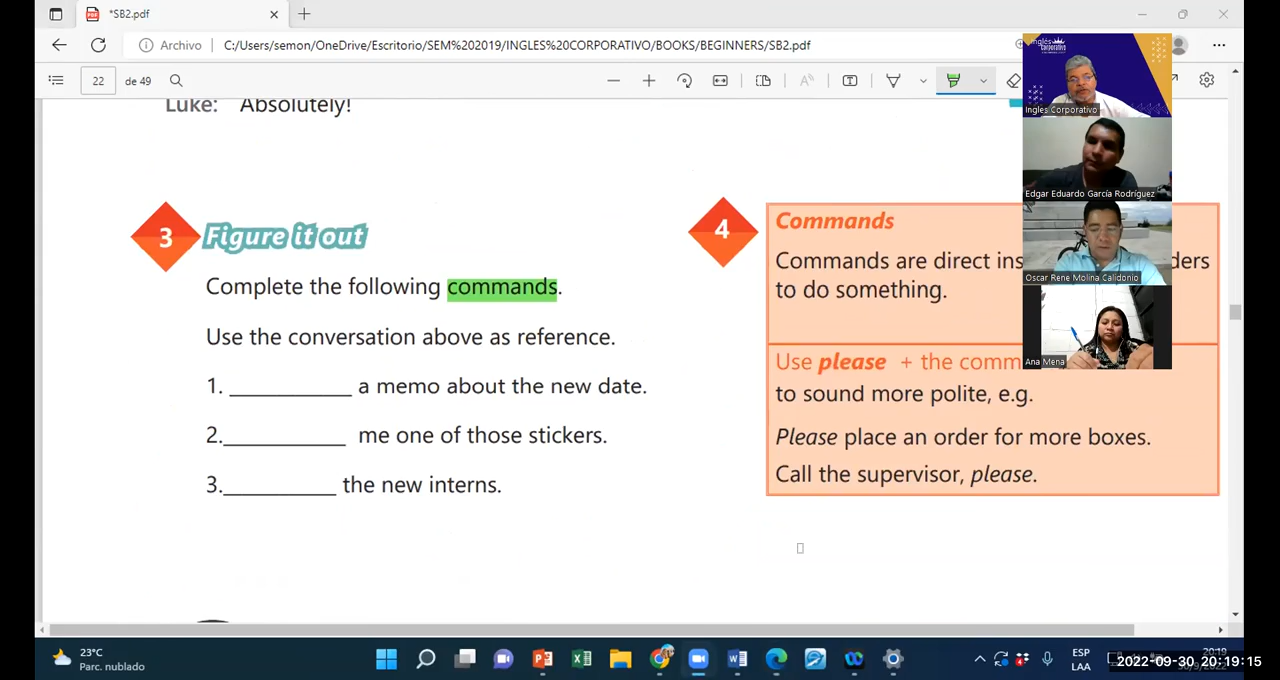 *SB2.pdf
Archivo
C:/Users/semon/OneDrive/Escritorio/SEM%202019/INGLES%20CORPORATIVO/BOOKS/BEGINNERS/SB2.pdf
22 de 49
Luke: Absolutely!
3 Figure it out
Complete the following commands.
Use the conversation above as reference.
1. ____________ a memo about the new date.
2.____________ me one of those stickers.
3.___________ the new interns.
4
Commands
Commands are direct ins ders
to do something.
Use please + the comm
to sound more polite, e.g.
Please place an order for more boxes.
Call the supervisor, please.
Inglés
corporativo
Ingles Corporativo
Edgar Eduardo García Rodríguez
Oscar Rene Molina Calidonio
Ana Mena
23°C
Parc. nublado
ESP
LAA
20:19
2022-09-30 20:19:15